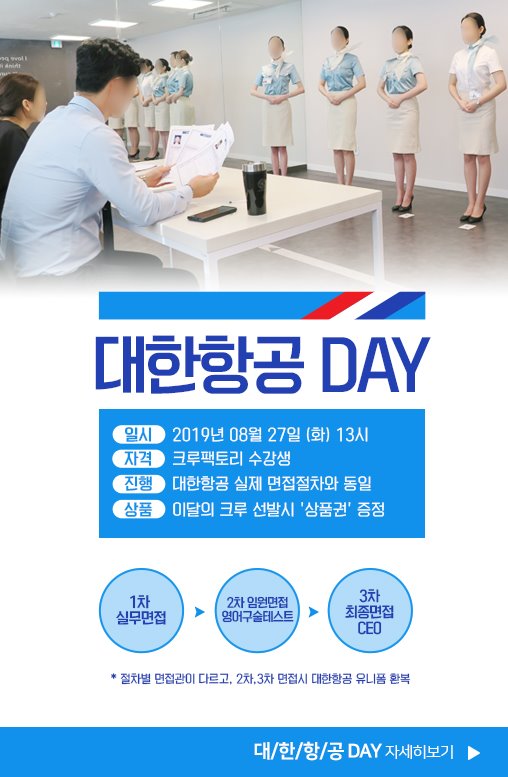 대한항공 DAY
일시 2019년 08월 27일 (화) 13시
자격 크루팩토리 수강생
진행 대한항공 실제 면접절차와 동일
상품 이달의 크루 선발시 '상품권' 증정
1차
실무면접
2차 임원면접
영어구술테스트
3차
최종면접
CEO
* 절차별 면접관이 다르고, 2차,3차 면접시 대한항공 유니폼 환복
대/한/항/공 DAY 자세히보기